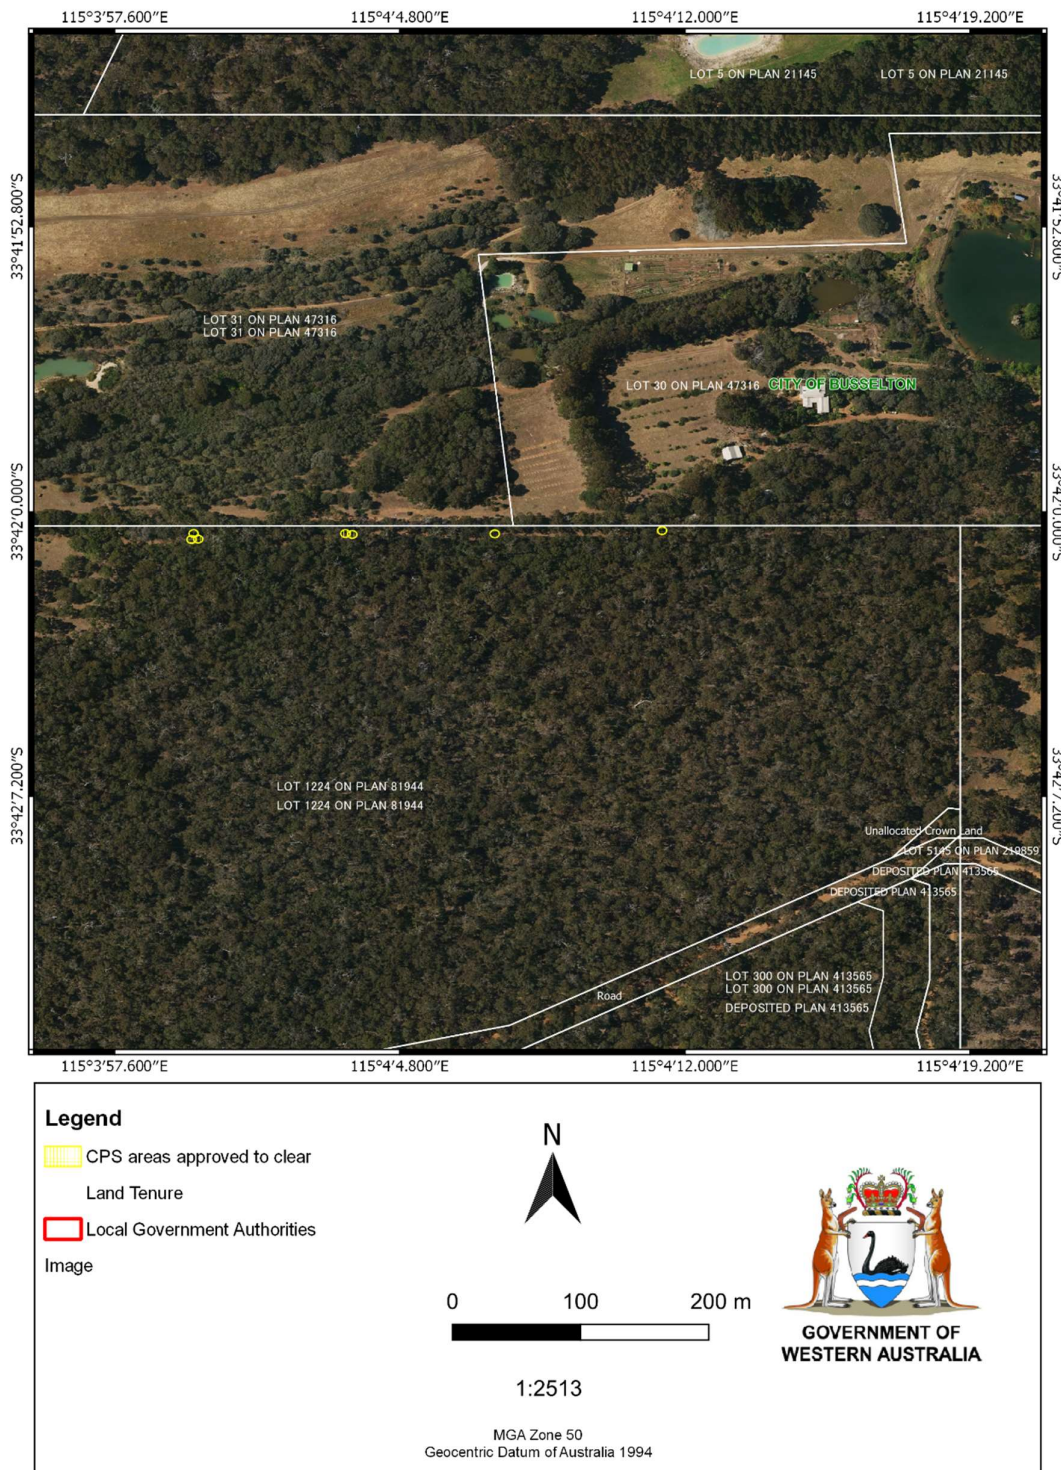 115°3′57.600″E 115°4′4.800″E 115°4′12.000″E 115°4′19.200″E
LOT 5 ON PLAN 21145 LOT 5 ON PLAN 21145
33°41′52.800″S 33°41′52.800″S
LOT 31 ON PLAN 47316
LOT 31 ON PLAN 47316
LOT 30 ON PLAN 47316 CITY OF BUSSELTON
33°42′0.000″S 33°42′0.000″S
33°42′7.200″S 33°42′7.200″S
LOT 1224 ON PLAN 81944
LOT 1224 ON PLAN 81944
Unallocated Crown Land
LOT 5145 ON PLAN 219859
DEPOSITED PLAN 413565
DEPOSITED PLAN 413565
LOT 300 ON PLAN 413565
LOT 300 ON PLAN 413565
Road
DEPOSITED PLAN 413565
115°3′57.600″E 115°4′4.800″E 115°4′12.000″E 115°4′19.200″E
Legend
CPS areas approved to clear
Land Tenure
Local Government Authorities
Image
N
0 100 200 m
1:2513
MGA Zone 50
Geocentric Datum of Australia 1994
GOVERNMENT OF
WESTERN AUSTRALIA